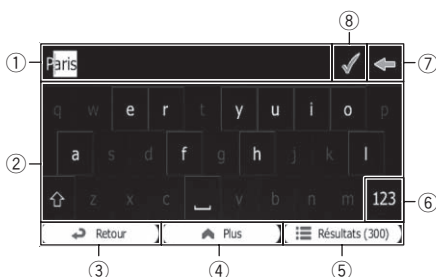 ⑧
① Paris ⑦
q w e r t y u i o p
② a s d f g h j k l
z x c v b n m 123 ⑥
Retour Plus Résultats (300)
③ ④ ⑤